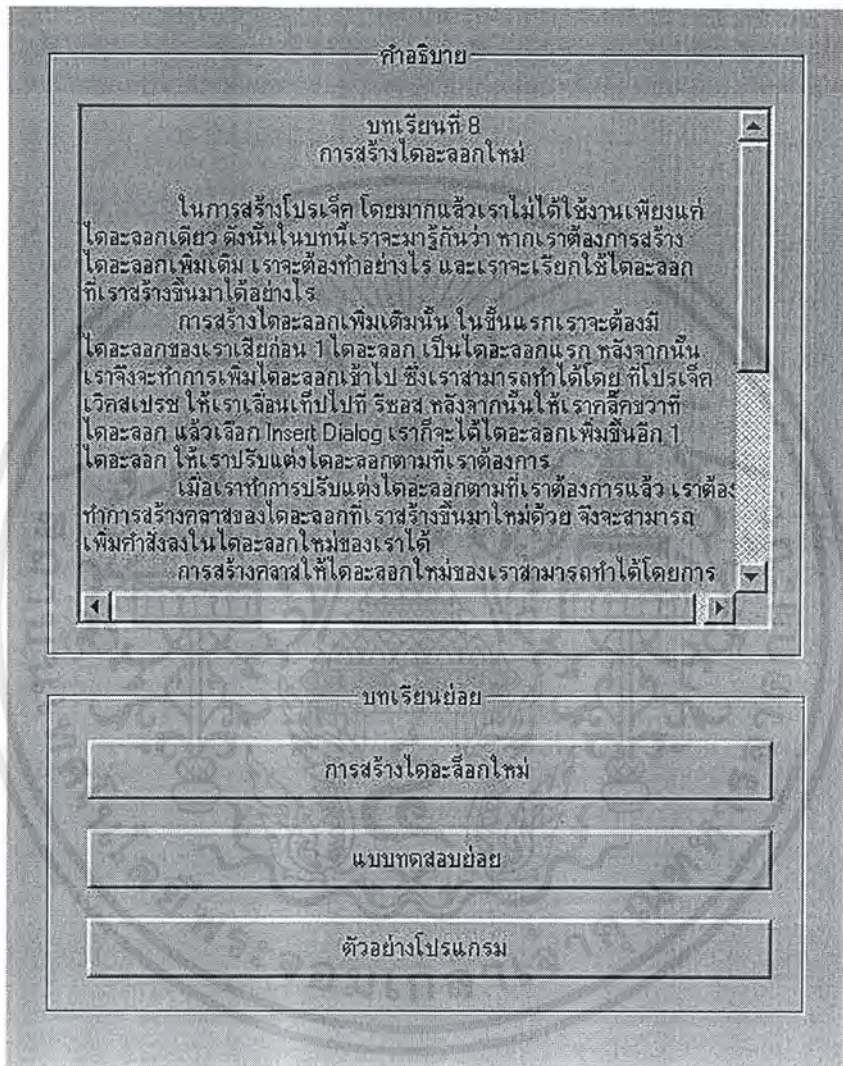 คำอธิบาย
บทเรียนที่ 8
การสร้างไดอะลอกใหม่
ในการสร้างโปรเจ็ค โดยมากแล้วเราไม่ได้ใช้งานเพียงแค่
ไดอะลอกเดียว ดังนั้นในบทนี้เราจะมารู้กันว่า หากเราต้องการสร้าง
ไดอะลอกเพิ่มเติม เราจะต้องทำอย่างไร และเราจะเรียกใช้ไดอะลอก
ที่เราสร้างขึ้นมาได้อย่างไร
การสร้างไดอะลอกเพิ่มเติมนั้น ในขั้นแรกเราจะต้องมี
ไดอะลอกของเราเสียก่อน 1 ไดอะลอก เป็นไดอะลอกแรก หลังจากนั้น
เราจึงจะทำการเพิ่มไดอะลอกเข้าไป ซึ่งเราสามารถทำได้โดย ที่โปรเจ็ค
เวิคสเปรช ให้เราเลื่อนเท็ปไปที่ รีซอส หลังจากนั้นให้เราคลิ๊คขวาที่
ไดอะลอก แล้วเลือก Insert Dialog เราก็จะได้ไดอะลอกเพิ่มขึ้นอีก 1
ไดอะลอก ให้เราปรับแต่งไดอะลอกตามที่เราต้องการ
เมื่อเราทำการปรับแต่งไดอะลอกตามที่เราต้องการแล้ว เราต้อง
ทำการสร้างคลาสของไดอะลอกที่เราสร้างขึ้นมาใหม่ด้วย จึงจะสามารถ
เพิ่มคำสั่งลงในไดอะลอกใหม่ของเราได้
การสร้างคลาสให้ไดอะลอกใหม่ของเราสามารถทำได้โดยการ
บทเรียนย่อย
การสร้างไดอะล็อกใหม่
แบบทดสอบย่อย
ตัวอย่างโปรแกรม